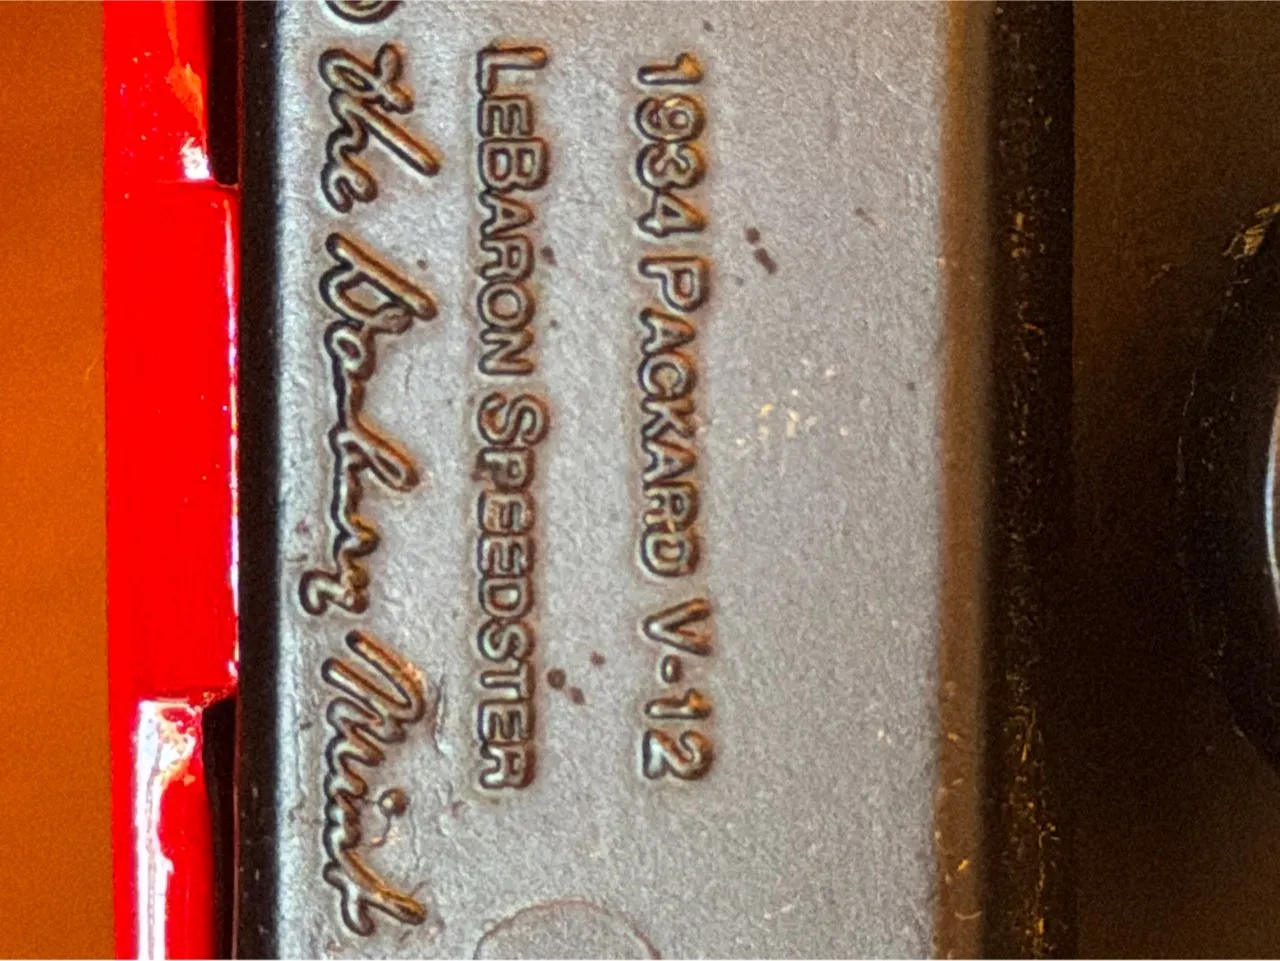 1934 PACKARD V-12
LEBARON SPEEDSTER
The Danbury Mint